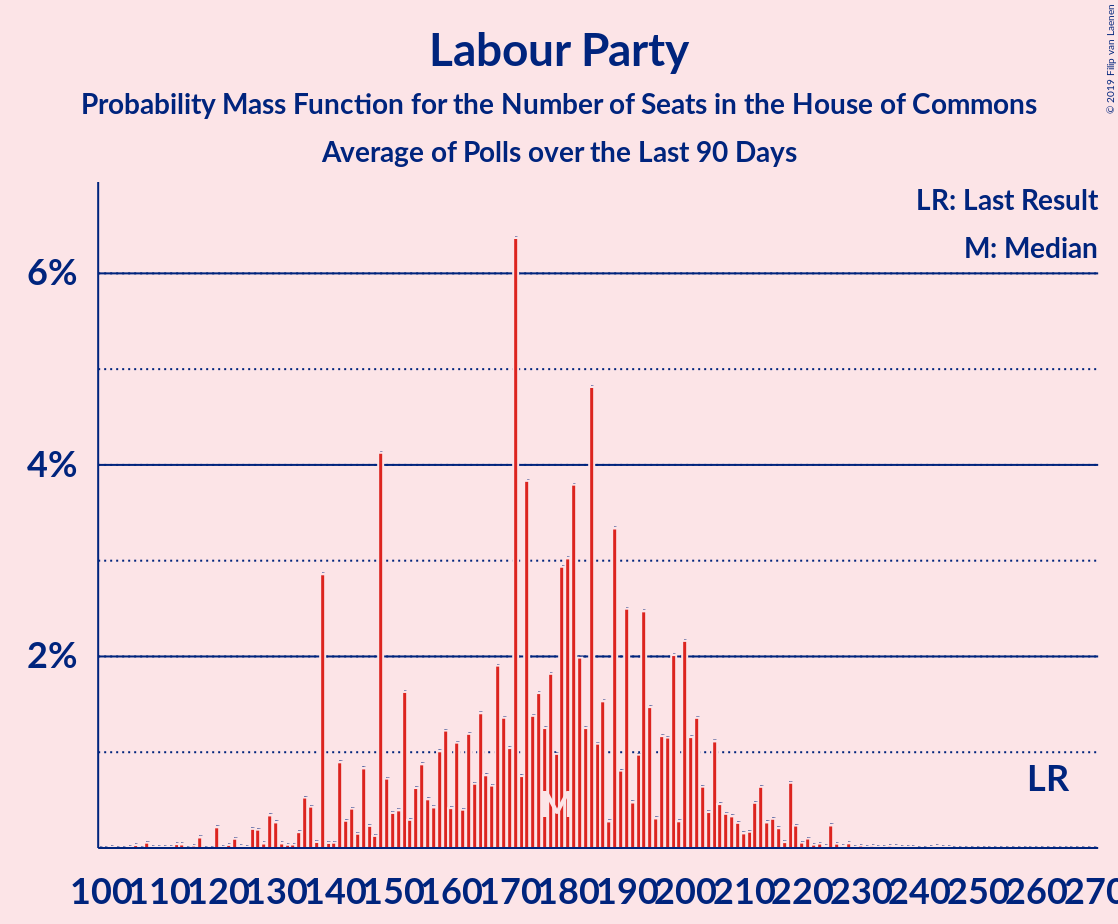 Labour Party
Probability Mass Function for the Number of Seats in the House of Commons
Average of Polls over the Last 90 Days
© 2019 Filip van Laenen
LR: Last Result
M: Median
6%
4%
2%
M
LR
100 110 120 130 140 150 160 170 180 190 200 210 220 230 240 250 260 270